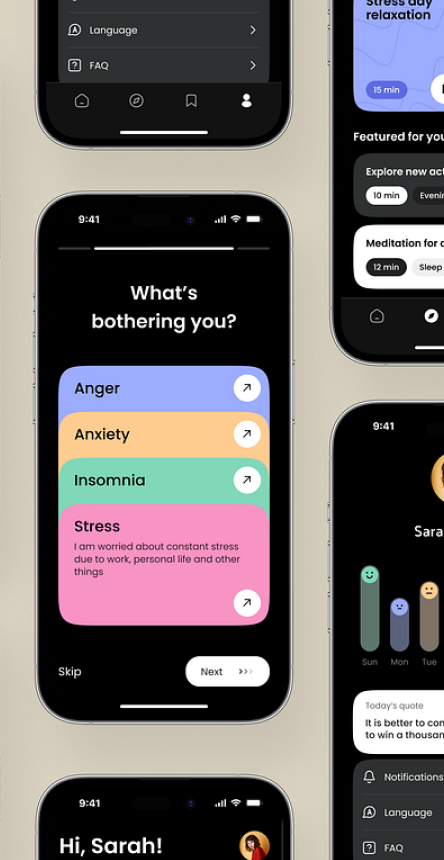 Language
FAQ
9:41
What's
bothering you?
Anger
Anxiety
Insomnia
Stress
I am worried about constant stress
due to work, personal life and other
things
Skip
Next
9:41
Hi, Sarah!
Stress day
relaxation
15 min
Featured for you
Explore new act
10 min
Evenin
Meditation for a
12 min
Sleep
9:41
Sara
Sun
Mon
Tue
Today's quote
It is better to con
to win a thousan
Notifications
Language
FAQ